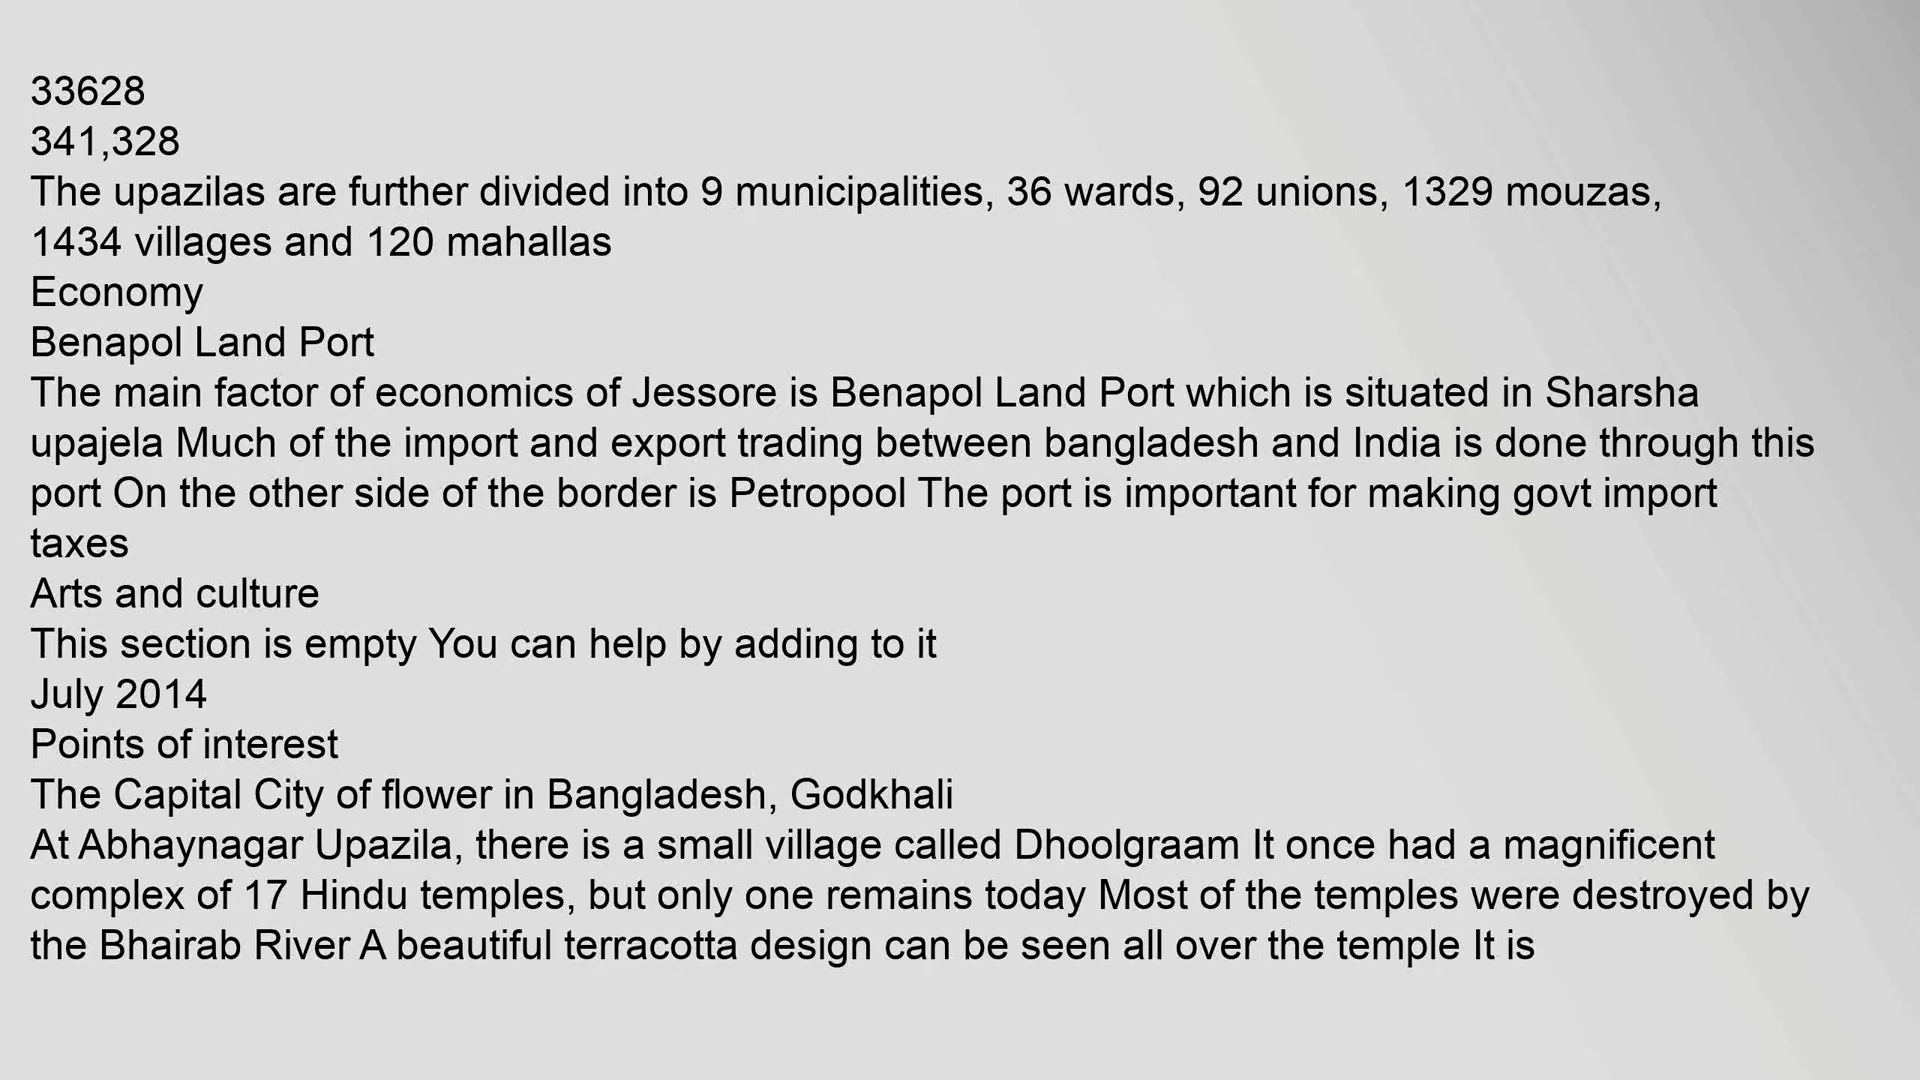 33628
341,328
The upazilas are further divided into 9 municipalities, 36 wards, 92 unions, 1329 mouzas,
1434 villages and 120 mahallas
Economy
Benapol Land Port
The main factor of economics of Jessore is Benapol Land Port which is situated in Sharsha
upajela Much of the import and export trading between bangladesh and India is done through this
port On the other side of the border is Petropool The port is important for making govt import
taxes
Arts and culture
This section is empty You can help by adding to it
July 2014
Points of interest
The Capital City of flower in Bangladesh, Godkhali
At Abhaynagar Upazila, there is a small village called Dhoolgraam It once had a magnificent
complex of 17 Hindu temples, but only one remains today Most of the temples were destroyed by
the Bhairab River A beautiful terracotta design can be seen all over the temple It is